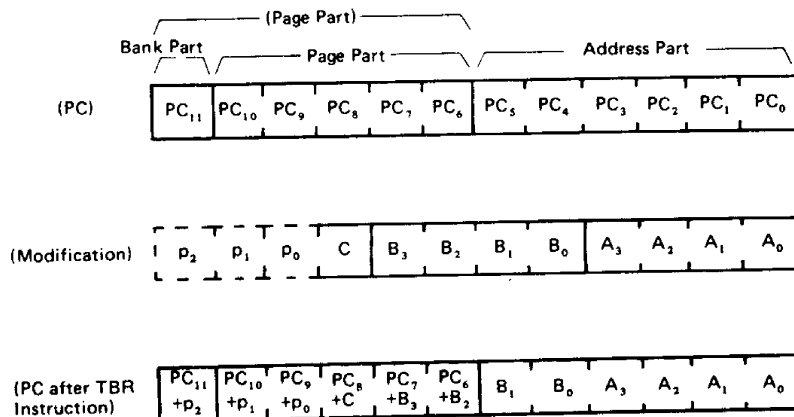 (Page Part)
Bank Part Page Part Address Part
(PC) PC₁₁ PC₁₀ PC₉ PC₈ PC₇ PC₆ PC₅ PC₄ PC₃ PC₂ PC₁ PC₀
(Modification) p₂ p₁ p₀ C B₃ B₂ B₁ B₀ A₃ A₂ A₁ A₀
(PC after TBR Instruction) PC₁₁ +p₂ PC₁₀ +p₁ PC₉ +p₀ PC₈ +C PC₇ +B₃ PC₆ +B₂ B₁ B₀ A₃ A₂ A₁ A₀